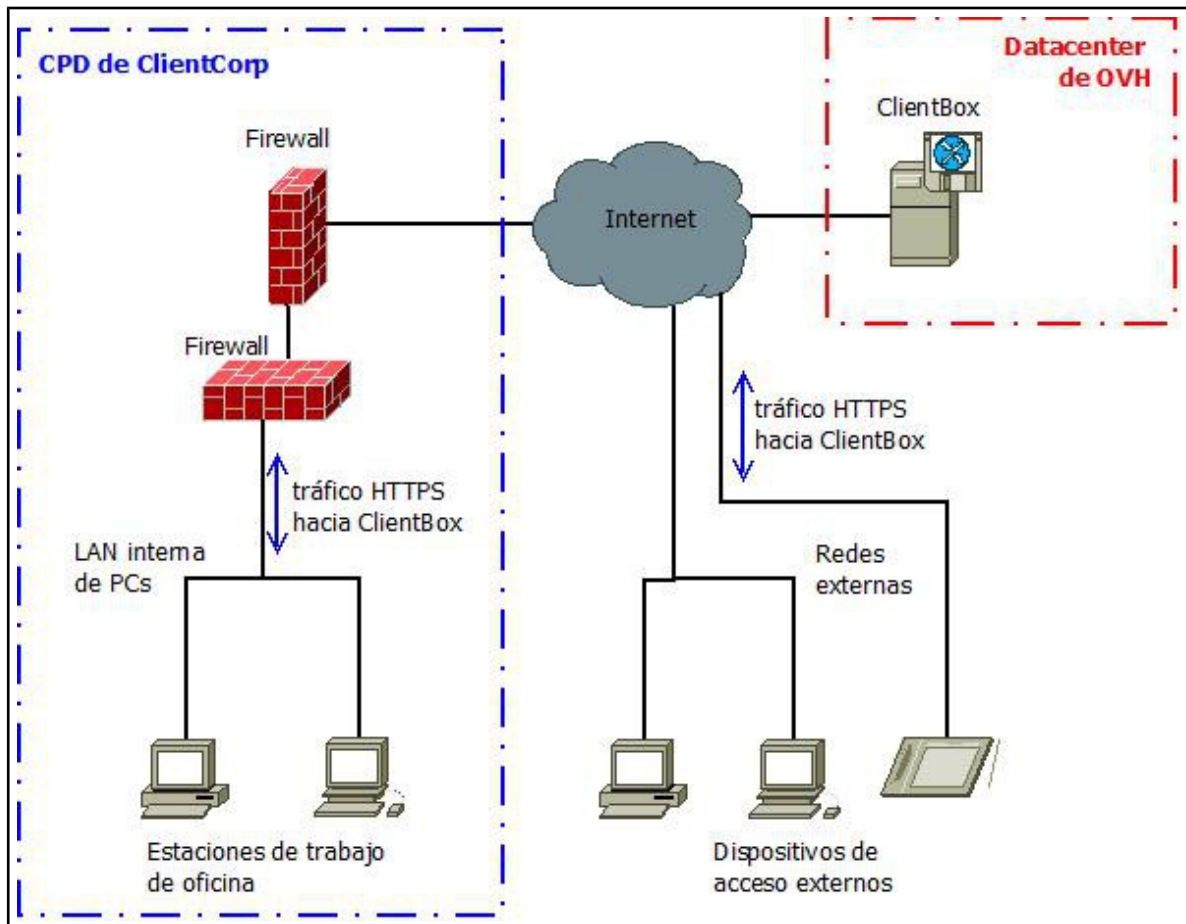 CPD de ClientCorp
Datacenter
de OVH
ClientBox
Firewall
Internet
Firewall
tráfico HTTPS
hacia ClientBox
tráfico HTTPS
hacia ClientBox
LAN interna
de PCs
Redes
externas
Estaciones de trabajo
de oficina
Dispositivos de
acceso externos